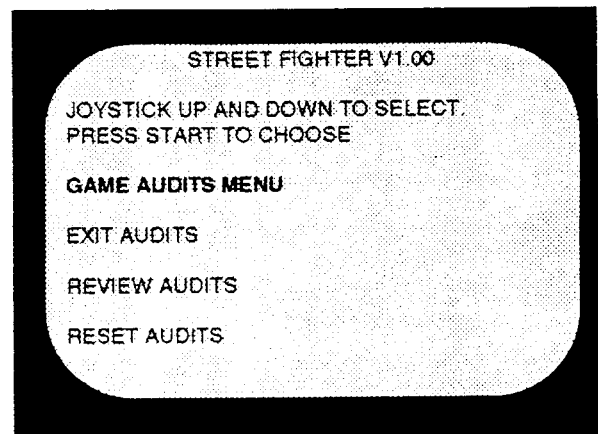 STREET FIGHTER V1.00
JOYSTICK UP AND DOWN TO SELECT.
PRESS START TO CHOOSE
GAME AUDITS MENU
EXIT AUDITS
REVIEW AUDITS
RESET AUDITS